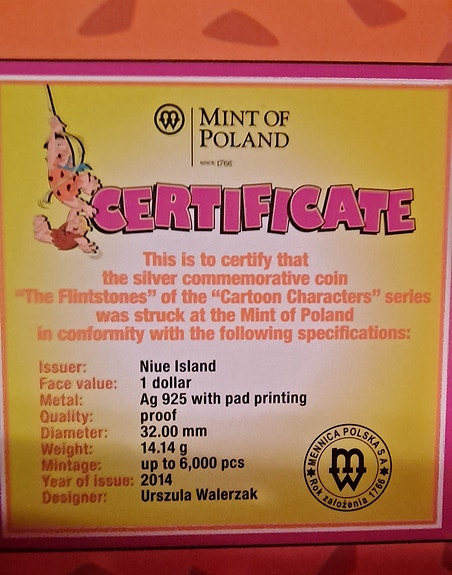 MINT OF
POLAND
SINCE 1766
CERTIFICATE
This is to certify that
the silver commemorative coin
"The Flintstones" of the "Cartoon Characters" series
was struck at the Mint of Poland
in conformity with the following specifications:
Issuer: Niue Island
Face value: 1 dollar
Metal: Ag 925 with pad printing
Quality: proof
Diameter: 32.00 mm
Weight: 14.14 g
Mintage: up to 6,000 pcs
Year of issue: 2014
Designer: Urszula Walerzak
MENNICA POLSKA S A
Rok założenia 1766